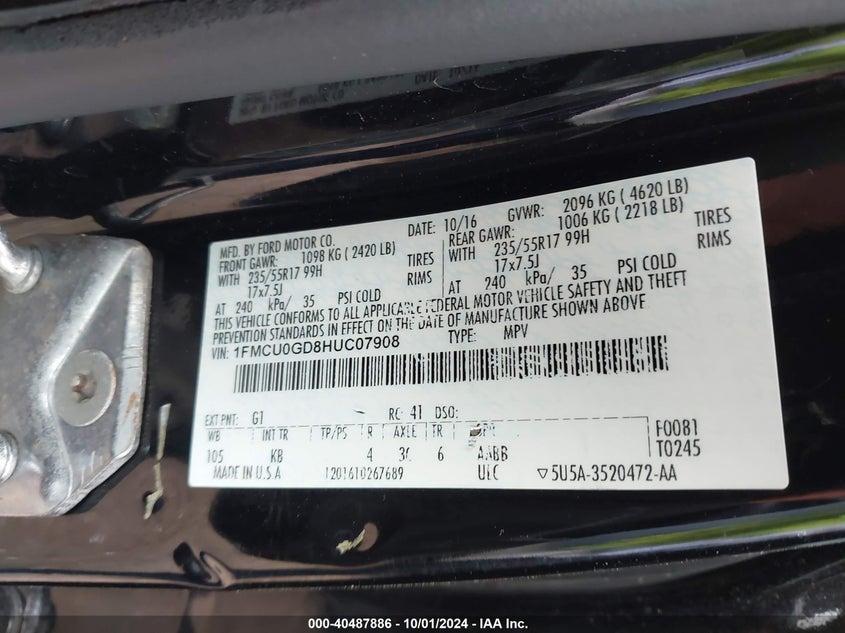 MFD. BY FORD MOTOR CO.
DATE: 10/16 GVWR: 2096 KG ( 4620 LB)
FRONT GAWR: 1098 KG ( 2420 LB)
REAR GAWR: 1006 KG ( 2218 LB)
WITH 235/55R17 99H TIRES
WITH 235/55R17 99H TIRES
17x7.5J RIMS
17x7.5J RIMS
AT 240 kPa/ 35 PSI COLD
AT 240 kPa/ 35 PSI COLD
THIS VEHICLE CONFORMS TO ALL APPLICABLE FEDERAL MOTOR VEHICLE SAFETY AND THEFT
PREVENTION STANDARDS IN EFFECT ON THE DATE OF MANUFACTURE SHOWN ABOVE
VIN: 1FMCU0GD8HUC07908 TYPE: MPV
EXT PNT: G1 RC: 41 DSO: F0081
WB INT TR TP/PS R AXLE TR T0245
105 KB 4 6 AABB
MADE IN U.S.A 1201610267689 ▽5U5A-3520472-AA
000-40487886 - 10/01/2024 - IAA Inc.